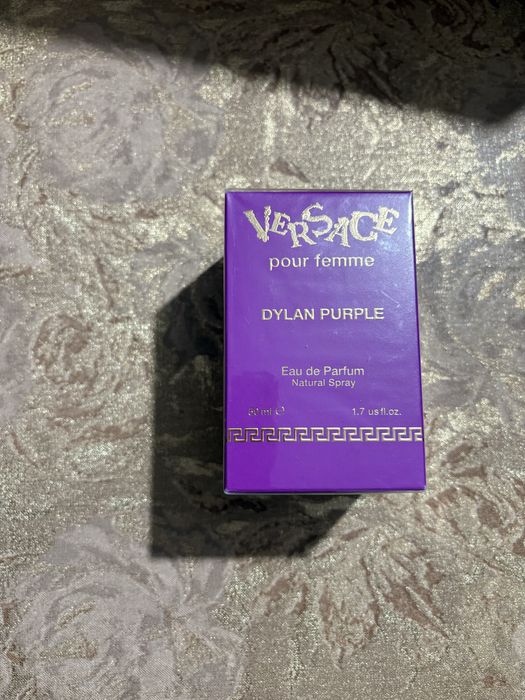 VERSACE
pour femme
DYLAN PURPLE
Eau de Parfum
Natural Spray
50 ml ℮ 1.7 us fl.oz.